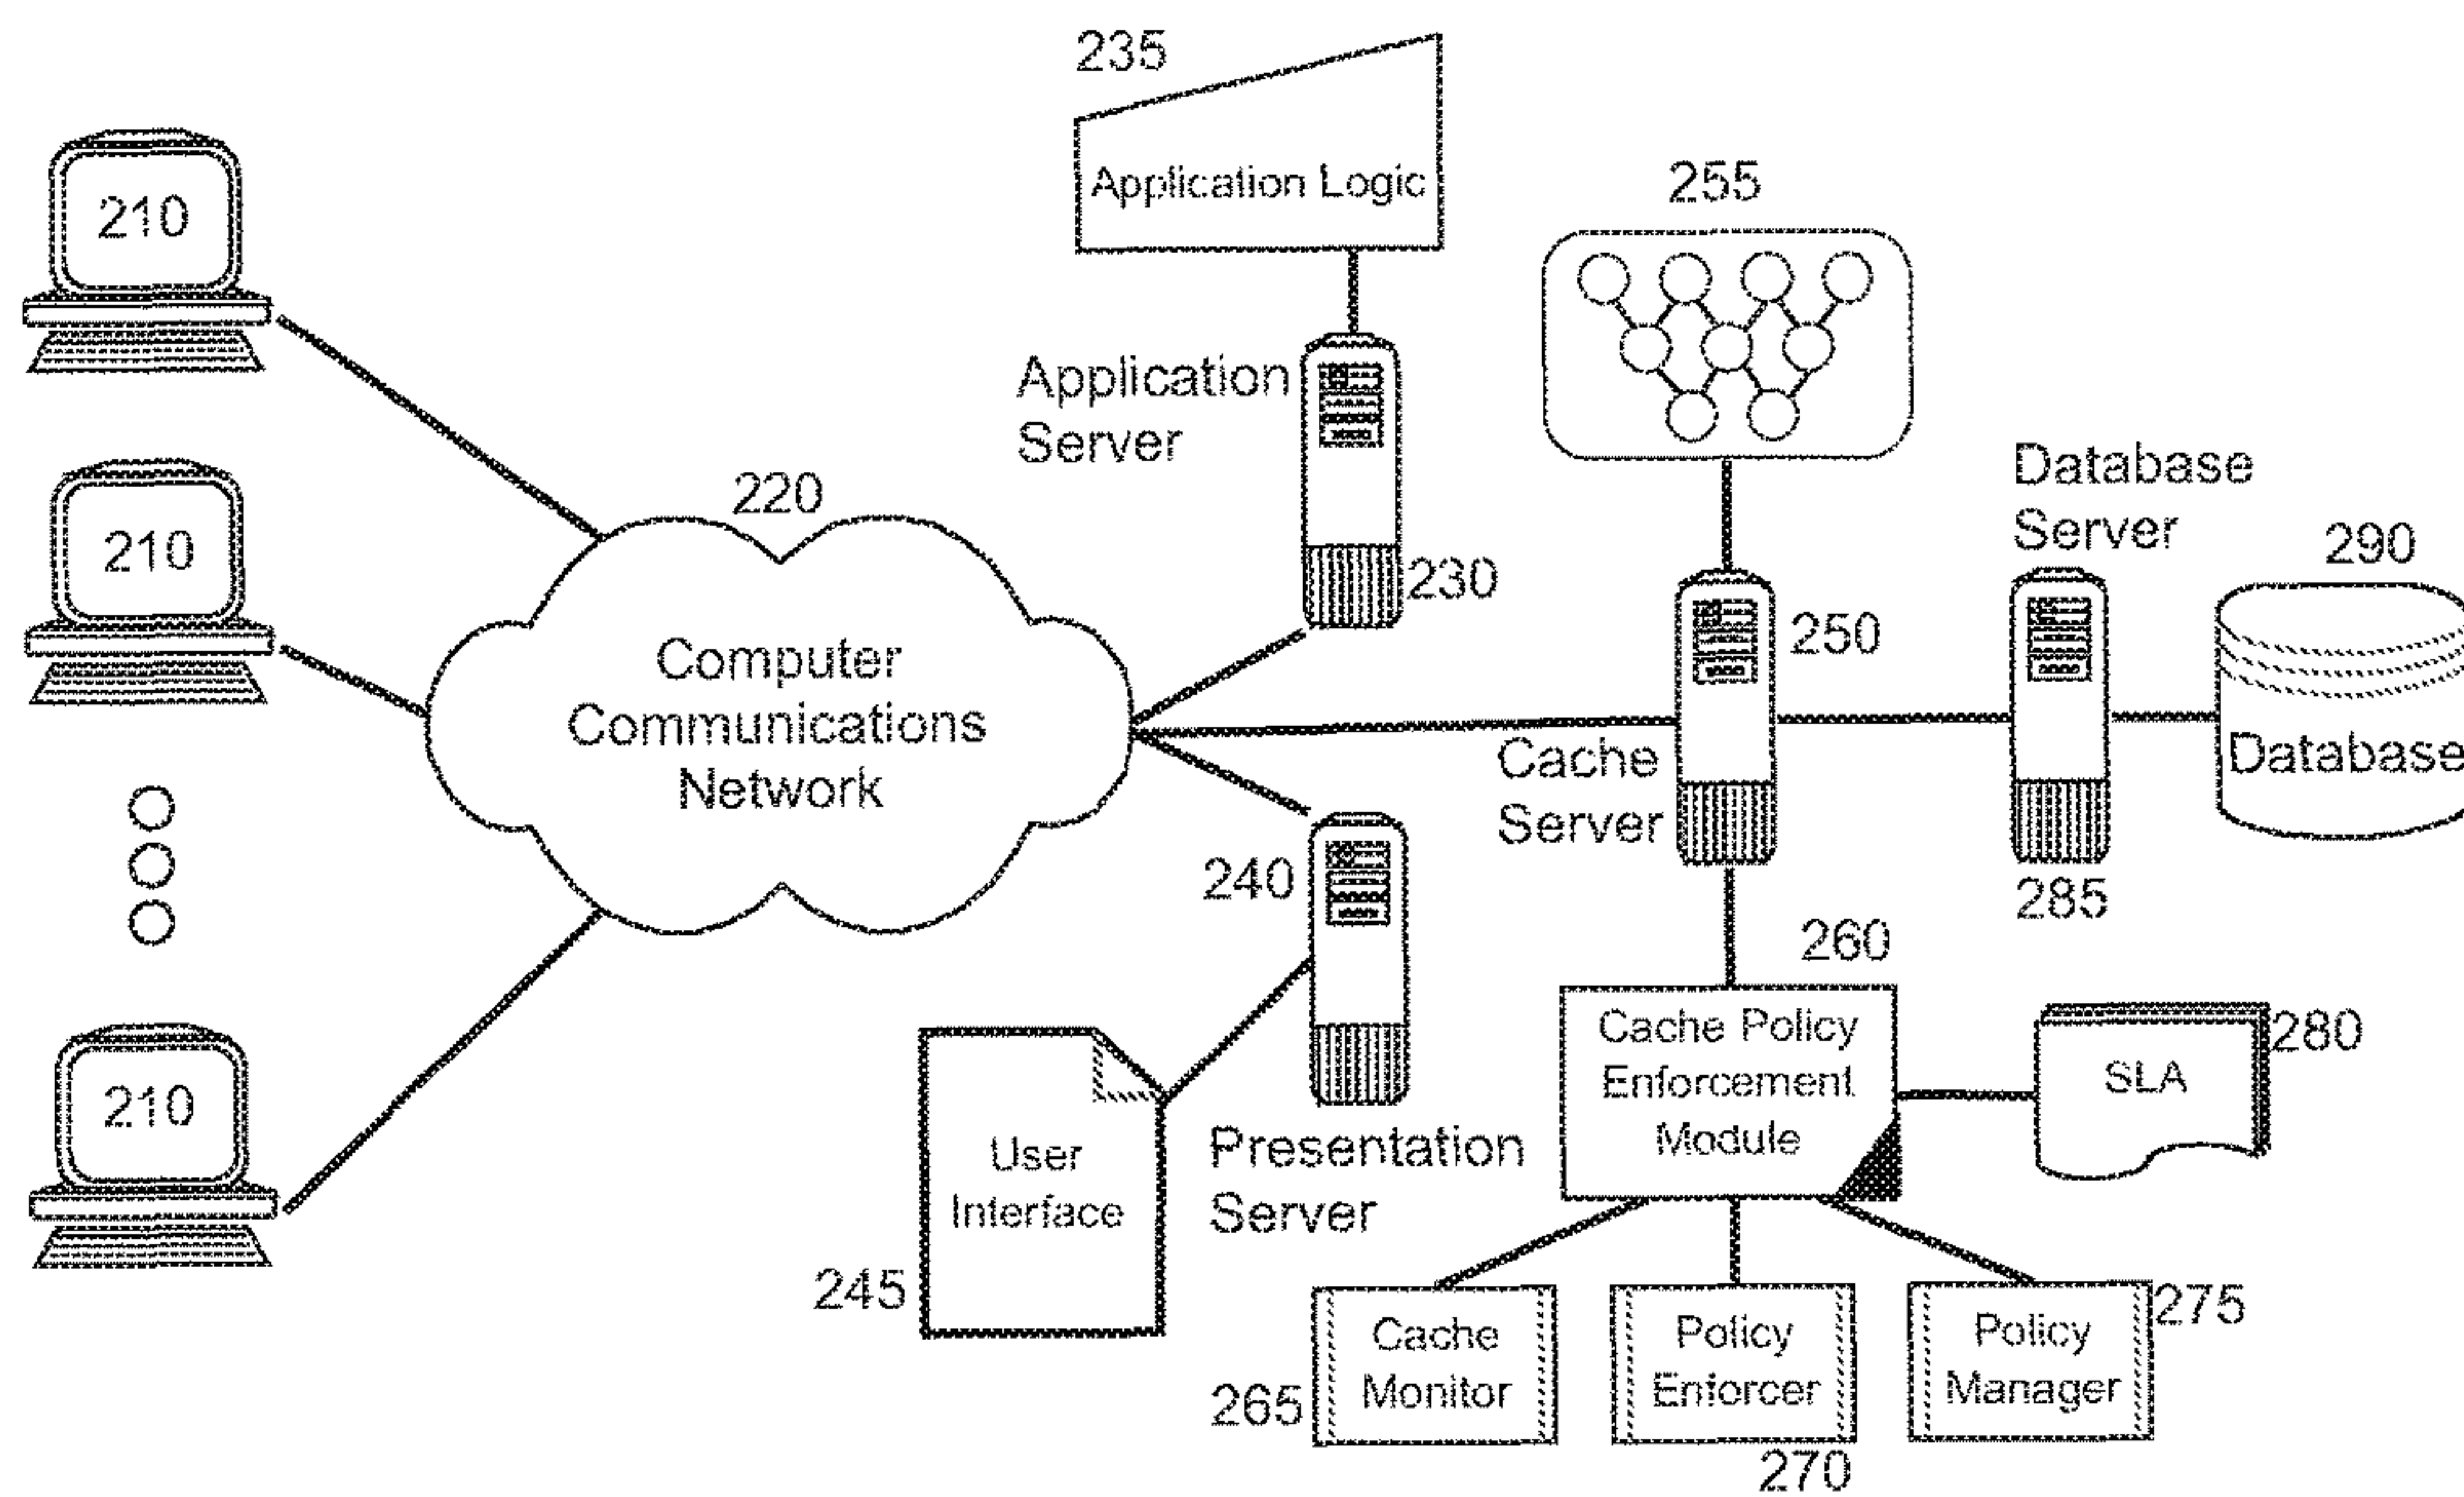 235
Application Logic
210
255
Application
Server
230
210
220
Computer
Communications
Network
Database
Server
290
250
Cache
Server
Database
285
240
260
Cache Policy
Enforcement
Module
280
SLA
210
User
Interface
245
Presentation
Server
Cache
Monitor
265
Policy
Enforcer
270
Policy
Manager
275